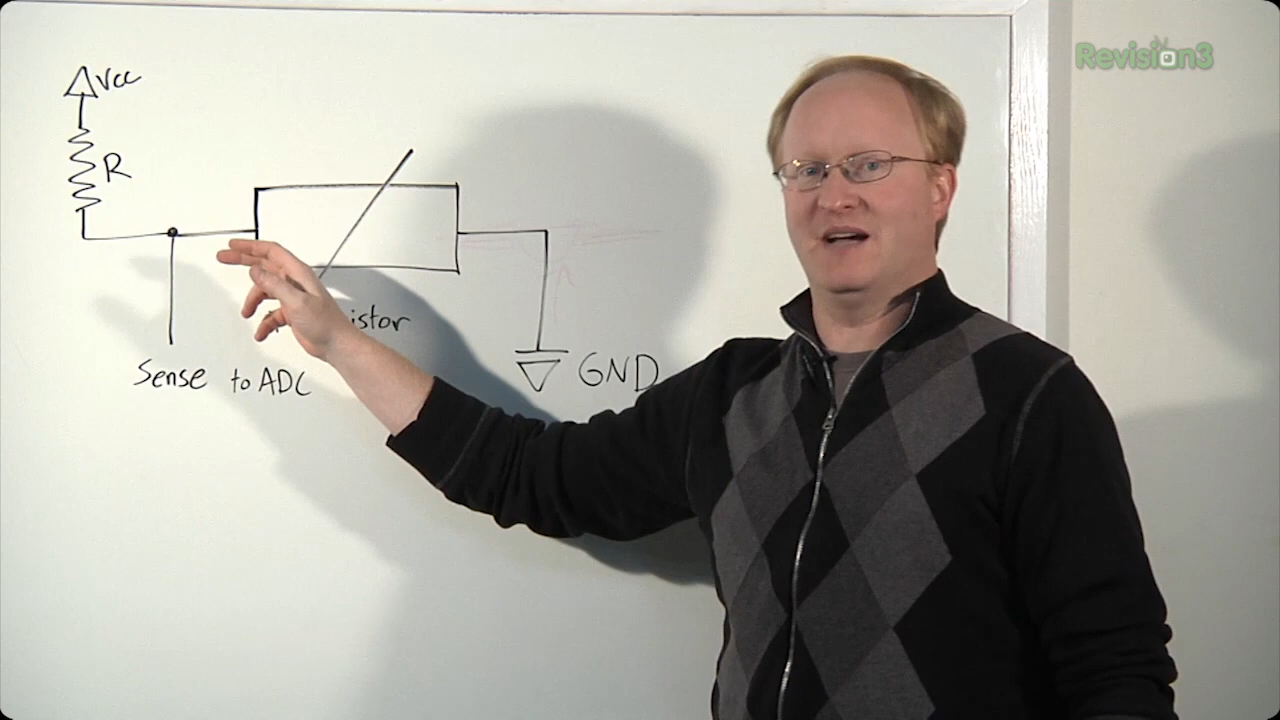 Revision3
Vcc
R
istor
Sense to ADC
GND